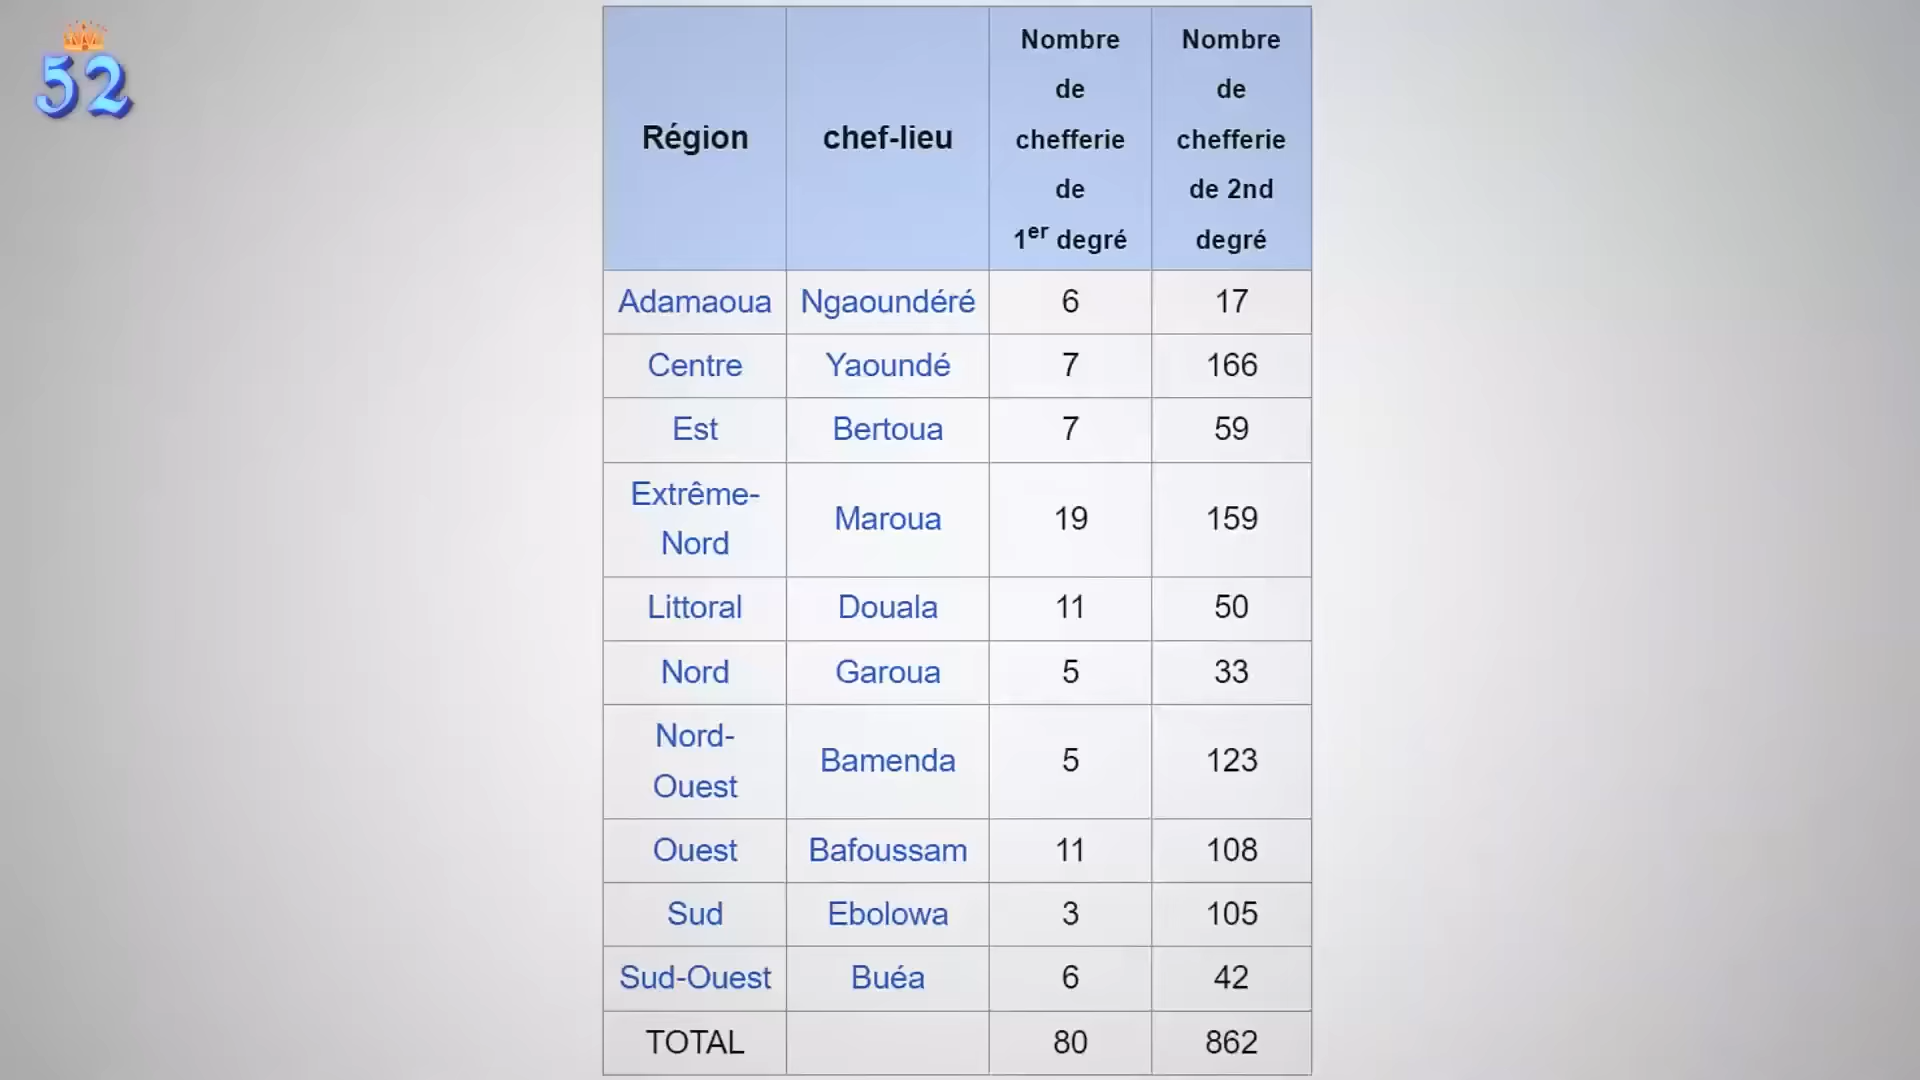 52
Région chef-lieu Nombre de chefferie de 1er degré Nombre de chefferie de 2nd degré
Adamaoua Ngaoundéré 6 17
Centre Yaoundé 7 166
Est Bertoua 7 59
Extrême-Nord Maroua 19 159
Littoral Douala 11 50
Nord Garoua 5 33
Nord-Ouest Bamenda 5 123
Ouest Bafoussam 11 108
Sud Ebolowa 3 105
Sud-Ouest Buéa 6 42
TOTAL 80 862